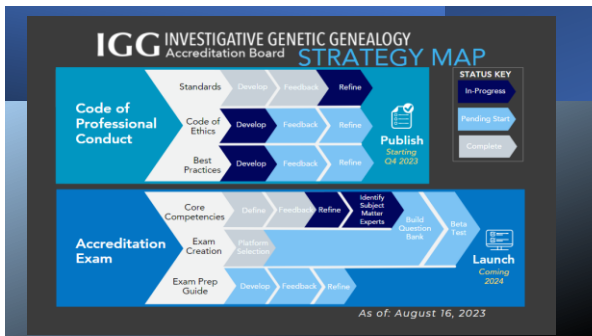 IGG INVESTIGATIVE GENETIC GENEALOGY
Accreditation Board STRATEGY MAP
STATUS KEY
In-Progress
Pending Start
Complete
Code of
Professional
Conduct
Standards
Develop
Feedback
Refine
Code of
Ethics
Develop
Feedback
Refine
Best
Practices
Develop
Feedback
Refine
Publish
Starting
Q4 2023
Accreditation
Exam
Core
Competencies
Define
Feedback
Refine
Identify
Subject
Matter
Experts
Exam
Creation
Platform
Selection
Build
Question
Bank
Beta
Test
Exam Prep
Guide
Develop
Feedback
Refine
Launch
Coming
2024
As of: August 16, 2023